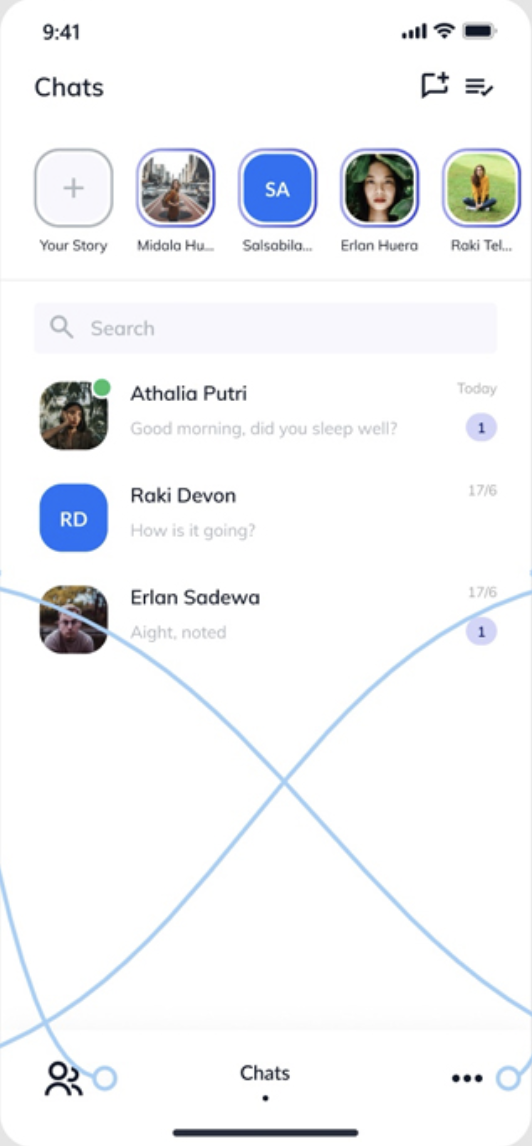 9:41
Chats
SA
Your Story
Midala Hu...
Salsabila...
Erlan Huera
Raki Tel...
Search
Athalia Putri
Today
Good morning, did you sleep well?
1
RD
Raki Devon
17/6
How is it going?
Erlan Sadewa
17/6
Aight, noted
1
Chats